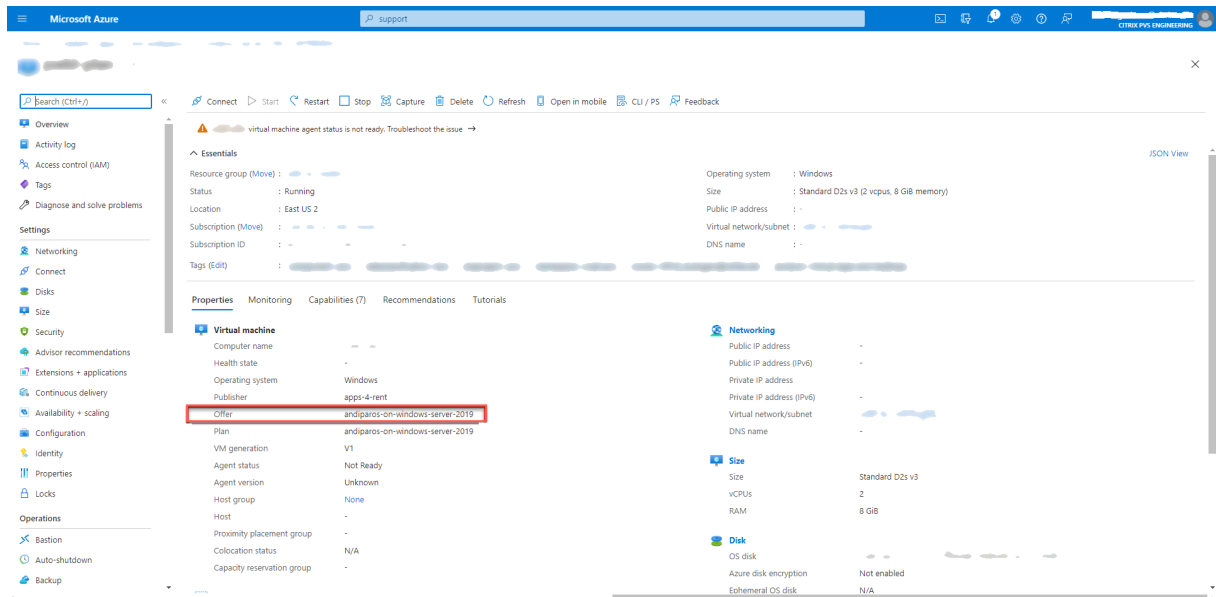 Microsoft Azure
support
1
CITRIX PVS ENGINEERING
Search (Ctrl+/)
«
Connect Start Restart Stop Capture Delete Refresh Open in mobile CLI / PS Feedback
virtual machine agent status is not ready. Troubleshoot the issue →
Overview
Activity log
Access control (IAM)
Tags
Diagnose and solve problems
Settings
Networking
Connect
Disks
Size
Security
Advisor recommendations
Extensions + applications
Continuous delivery
Availability + scaling
Configuration
Identity
Properties
Locks
Operations
Bastion
Auto-shutdown
Backup
Essentials
JSON View
Resource group (Move) :
Status : Running
Location : East US 2
Subscription (Move) :
Subscription ID :
Tags (Edit) :
Operating system : Windows
Size : Standard D2s v3 (2 vcpus, 8 GiB memory)
Public IP address : -
Virtual network/subnet :
DNS name : -
Properties Monitoring Capabilities (7) Recommendations Tutorials
Virtual machine
Computer name
Health state -
Operating system Windows
Publisher apps-4-rent
Offer andiparos-on-windows-server-2019
Plan andiparos-on-windows-server-2019
VM generation V1
Agent status Not Ready
Agent version Unknown
Host group None
Host -
Proximity placement group -
Colocation status N/A
Capacity reservation group -
Networking
Public IP address -
Public IP address (IPv6) -
Private IP address
Private IP address (IPv6) -
Virtual network/subnet
DNS name -
Size
Size Standard D2s v3
vCPUs 2
RAM 8 GiB
Disk
OS disk
Azure disk encryption Not enabled
Ephemeral OS disk N/A